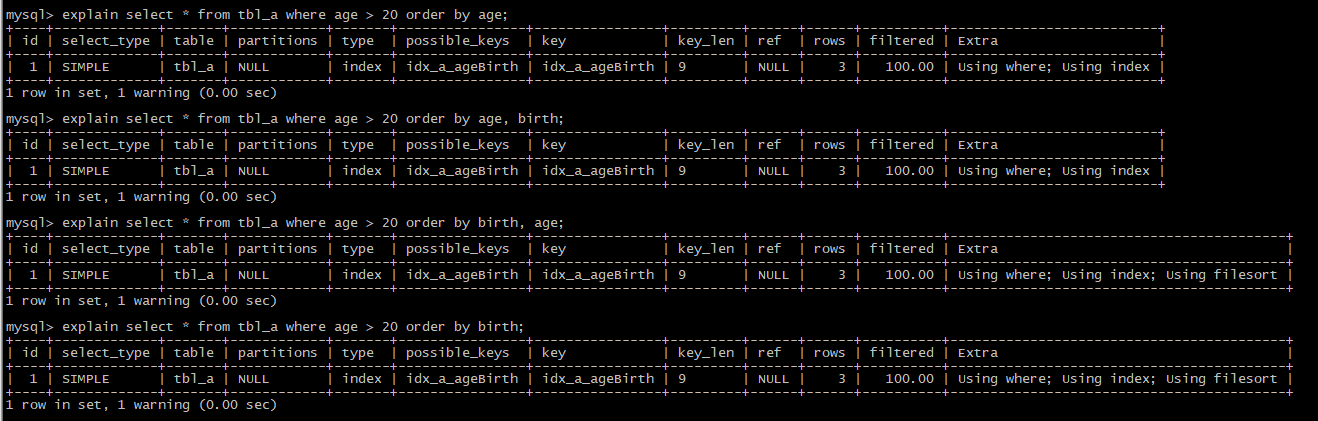 mysql> explain select * from tbl_a where age > 20 order by age;
+----+-------------+-------+------------+-------+----------------+----------------+---------+------+------+----------+--------------------------+
| id | select_type | table | partitions | type  | possible_keys  | key            | key_len | ref  | rows | filtered | Extra                    |
+----+-------------+-------+------------+-------+----------------+----------------+---------+------+------+----------+--------------------------+
|  1 | SIMPLE      | tbl_a | NULL       | index | idx_a_ageBirth | idx_a_ageBirth | 9       | NULL |    3 |   100.00 | Using where; Using index |
+----+-------------+-------+------------+-------+----------------+----------------+---------+------+------+----------+--------------------------+
1 row in set, 1 warning (0.00 sec)
mysql> explain select * from tbl_a where age > 20 order by age, birth;
+----+-------------+-------+------------+-------+----------------+----------------+---------+------+------+----------+--------------------------+
| id | select_type | table | partitions | type  | possible_keys  | key            | key_len | ref  | rows | filtered | Extra                    |
+----+-------------+-------+------------+-------+----------------+----------------+---------+------+------+----------+--------------------------+
|  1 | SIMPLE      | tbl_a | NULL       | index | idx_a_ageBirth | idx_a_ageBirth | 9       | NULL |    3 |   100.00 | Using where; Using index |
+----+-------------+-------+------------+-------+----------------+----------------+---------+------+------+----------+--------------------------+
1 row in set, 1 warning (0.00 sec)
mysql> explain select * from tbl_a where age > 20 order by birth, age;
+----+-------------+-------+------------+-------+----------------+----------------+---------+------+------+----------+------------------------------------------+
| id | select_type | table | partitions | type  | possible_keys  | key            | key_len | ref  | rows | filtered | Extra                                    |
+----+-------------+-------+------------+-------+----------------+----------------+---------+------+------+----------+------------------------------------------+
|  1 | SIMPLE      | tbl_a | NULL       | index | idx_a_ageBirth | idx_a_ageBirth | 9       | NULL |    3 |   100.00 | Using where; Using index; Using filesort |
+----+-------------+-------+------------+-------+----------------+----------------+---------+------+------+----------+------------------------------------------+
1 row in set, 1 warning (0.00 sec)
mysql> explain select * from tbl_a where age > 20 order by birth;
+----+-------------+-------+------------+-------+----------------+----------------+---------+------+------+----------+------------------------------------------+
| id | select_type | table | partitions | type  | possible_keys  | key            | key_len | ref  | rows | filtered | Extra                                    |
+----+-------------+-------+------------+-------+----------------+----------------+---------+------+------+----------+------------------------------------------+
|  1 | SIMPLE      | tbl_a | NULL       | index | idx_a_ageBirth | idx_a_ageBirth | 9       | NULL |    3 |   100.00 | Using where; Using index; Using filesort |
+----+-------------+-------+------------+-------+----------------+----------------+---------+------+------+----------+------------------------------------------+
1 row in set, 1 warning (0.00 sec)